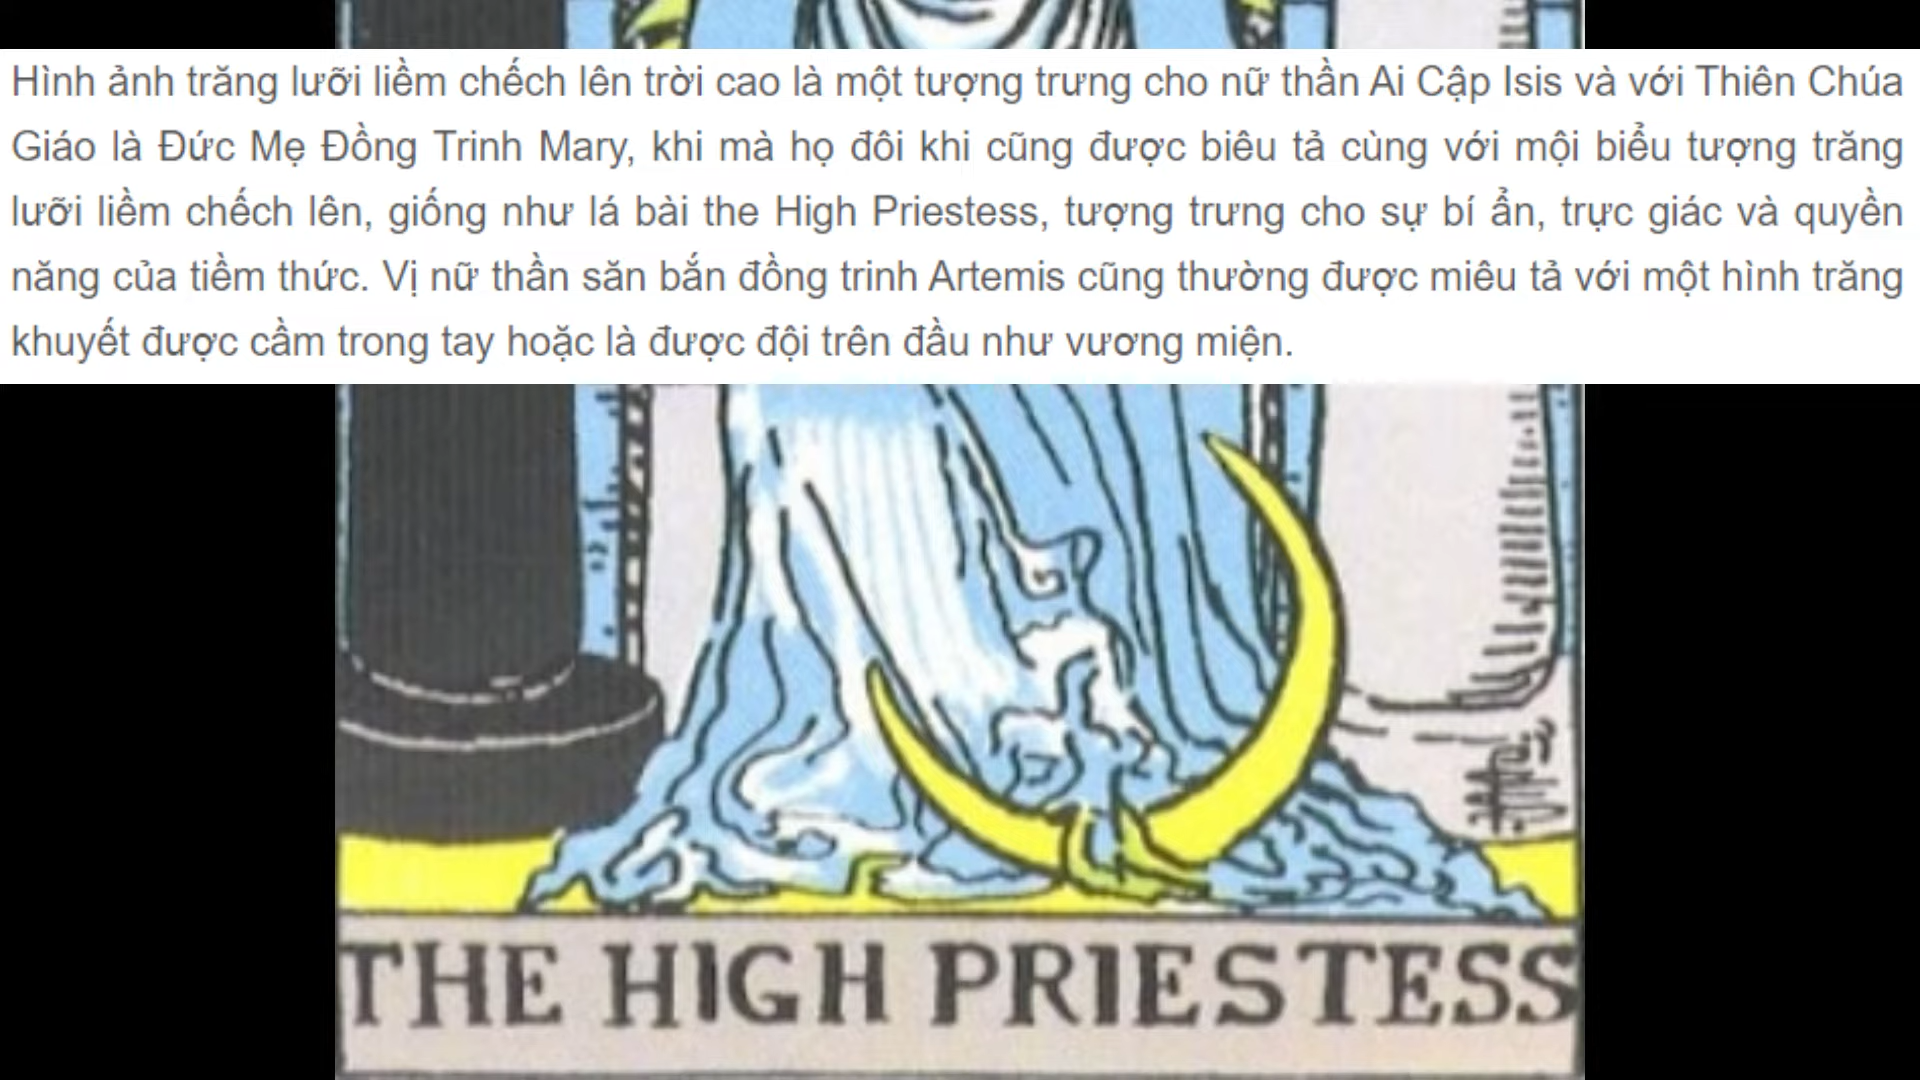 Hình ảnh trăng lưỡi liềm chếch lên trời cao là một tượng trưng cho nữ thần Ai Cập Isis và với Thiên Chúa
Giáo là Đức Mẹ Đồng Trinh Mary, khi mà họ đôi khi cũng được biêu tả cùng với mội biểu tượng trăng
lưỡi liềm chếch lên, giống như lá bài the High Priestess, tượng trưng cho sự bí ẩn, trực giác và quyền
năng của tiềm thức. Vị nữ thần săn bắn đồng trinh Artemis cũng thường được miêu tả với một hình trăng
khuyết được cầm trong tay hoặc là được đội trên đầu như vương miện.
THE HIGH PRIESTESS